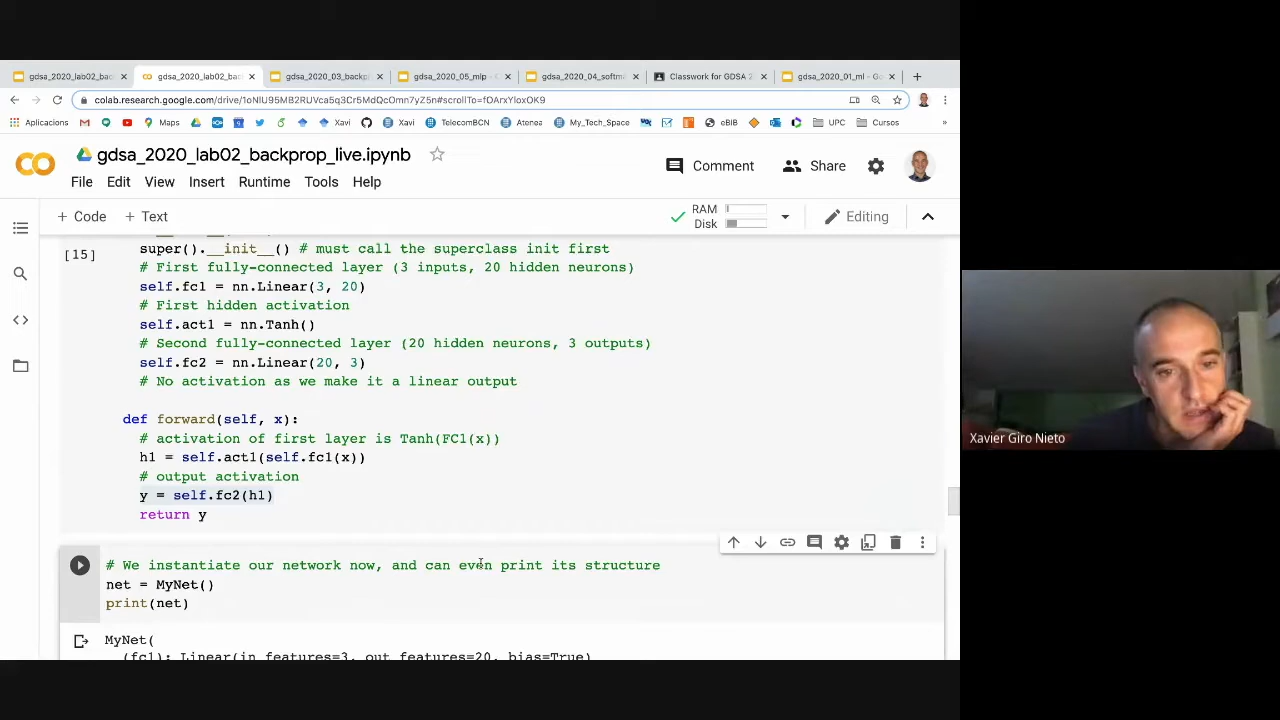 gdsa_2020_lab02_bac
gdsa_2020_lab02_bac
gdsa_2020_03_backp
gdsa_2020_05_mlp - G
gdsa_2020_04_softm
Classwork for GDSA 2
gdsa_2020_01_ml - Go
colab.research.google.com/drive/1oNlU95MB2RUVca5q3Cr5MdQcOmn7yZ5n#scrollTo=fOArxYloxOK9
Aplicaciones
Maps
Xavi
Xavi
TelecomBCN
Atenea
My_Tech_Space
eBIB
UPC
Cursos
»
gdsa_2020_lab02_backprop_live.ipynb
Comment
Share
File Edit View Insert Runtime Tools Help
+ Code + Text
RAM
Disk
Editing
[15]
super().__init__() # must call the superclass init first
# First fully-connected layer (3 inputs, 20 hidden neurons)
self.fc1 = nn.Linear(3, 20)
# First hidden activation
self.act1 = nn.Tanh()
# Second fully-connected layer (20 hidden neurons, 3 outputs)
self.fc2 = nn.Linear(20, 3)
# No activation as we make it a linear output
def forward(self, x):
# activation of first layer is Tanh(FC1(x))
h1 = self.act1(self.fc1(x))
# output activation
y = self.fc2(h1)
return y
# We instantiate our network now, and can even print its structure
net = MyNet()
print(net)
MyNet(
(fc1): Linear(in_features=3, out_features=20, bias=True)
Xavier Giro Nieto